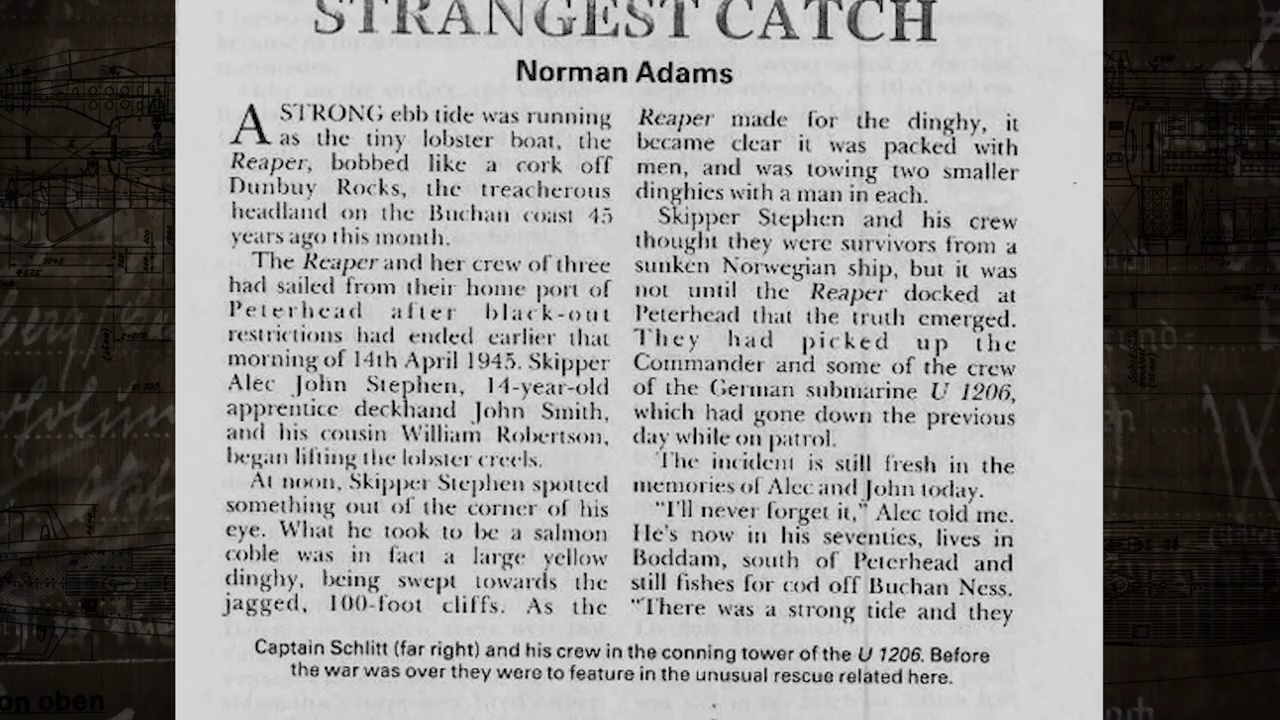 STRANGEST CATCH
Norman Adams
A STRONG ebb tide was running
as the tiny lobster boat, the
Reaper, bobbed like a cork off
Dunbuy Rocks, the treacherous
headland on the Buchan coast 45
years ago this month.
The Reaper and her crew of three
had sailed from their home port of
Peterhead after black-out
restrictions had ended earlier that
morning of 14th April 1945. Skipper
Alec John Stephen, 14-year-old
apprentice deckhand John Smith,
and his cousin William Robertson,
began lifting the lobster creels.
At noon, Skipper Stephen spotted
something out of the corner of his
eye. What he took to be a salmon
coble was in fact a large yellow
dinghy, being swept towards the
jagged, 100-foot cliffs. As the
Reaper made for the dinghy, it
became clear it was packed with
men, and was towing two smaller
dinghies with a man in each.
Skipper Stephen and his crew
thought they were survivors from a
sunken Norwegian ship, but it was
not until the Reaper docked at
Peterhead that the truth emerged.
They had picked up the
Commander and some of the crew
of the German submarine U 1206,
which had gone down the previous
day while on patrol.
The incident is still fresh in the
memories of Alec and John today.
"I'll never forget it," Alec told me.
He's now in his seventies, lives in
Boddam, south of Peterhead and
still fishes for cod off Buchan Ness.
"There was a strong tide and they
Captain Schlitt (far right) and his crew in the conning tower of the U 1206. Before
the war was over they were to feature in the unusual rescue related here.
on oben